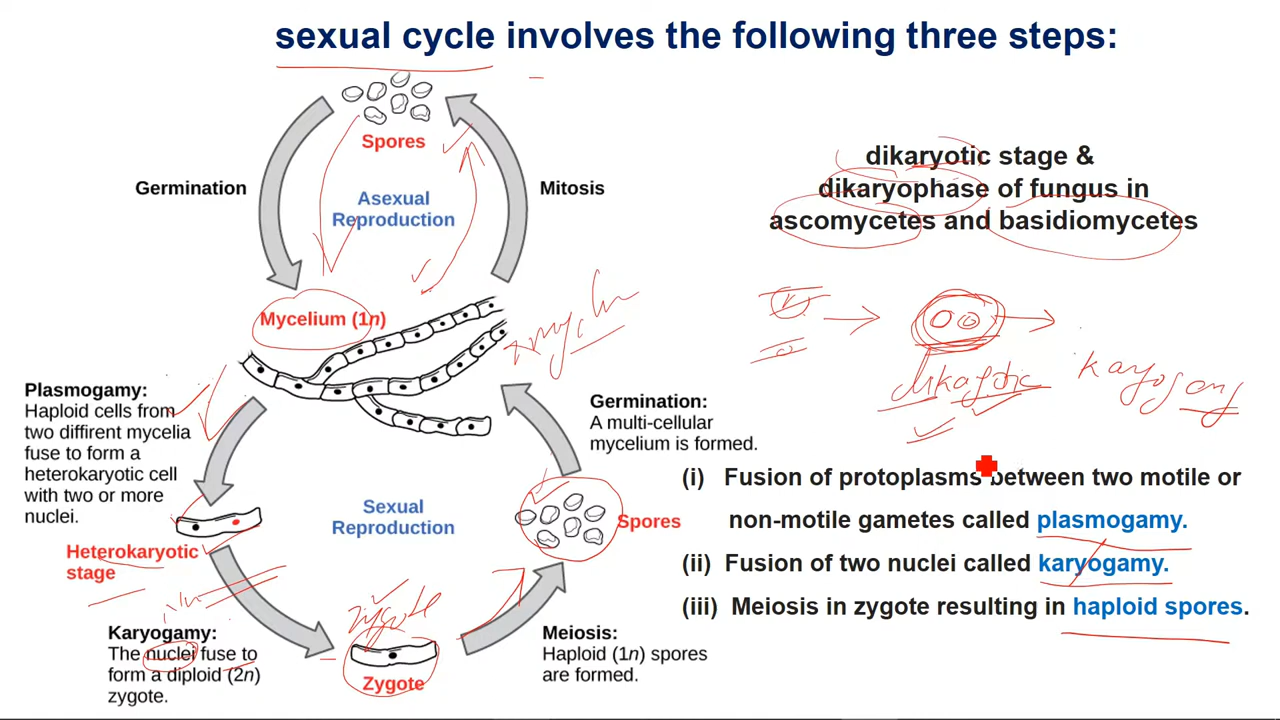 sexual cycle involves the following three steps:
Spores
Germination
Asexual
Reproduction
Mitosis
Mycelium (1n)
Plasmogamy:
Haploid cells from
two diffirent mycelia
fuse to form a
heterokaryotic cell
with two or more
nuclei.
Heterokaryotic
stage
Karyogamy:
The nuclei fuse to
form a diploid (2n)
zygote.
Sexual
Reproduction
zygote
Zygote
Meiosis:
Haploid (1n) spores
are formed.
Spores
Germination:
A multi-cellular
mycelium is formed.
dikaryotic stage &
dikaryophase of fungus in
ascomycetes and basidiomycetes
karyogamy
(i) Fusion of protoplasms between two motile or
non-motile gametes called plasmogamy.
(ii) Fusion of two nuclei called karyogamy.
(iii) Meiosis in zygote resulting in haploid spores.